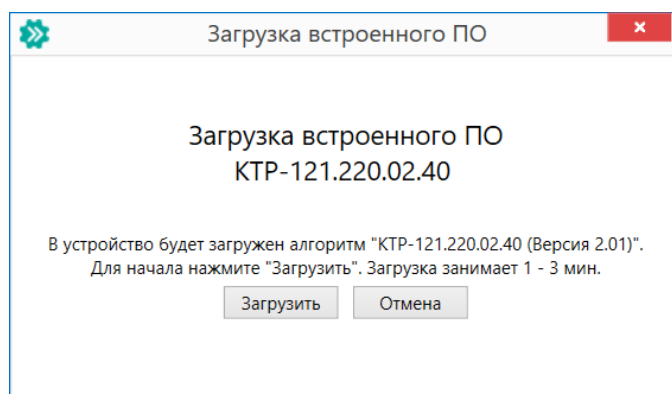 Загрузка встроенного ПО
Загрузка встроенного ПО
КТР-121.220.02.40
В устройство будет загружен алгоритм "КТР-121.220.02.40 (Версия 2.01)".
Для начала нажмите "Загрузить". Загрузка занимает 1 - 3 мин.
Загрузить Отмена